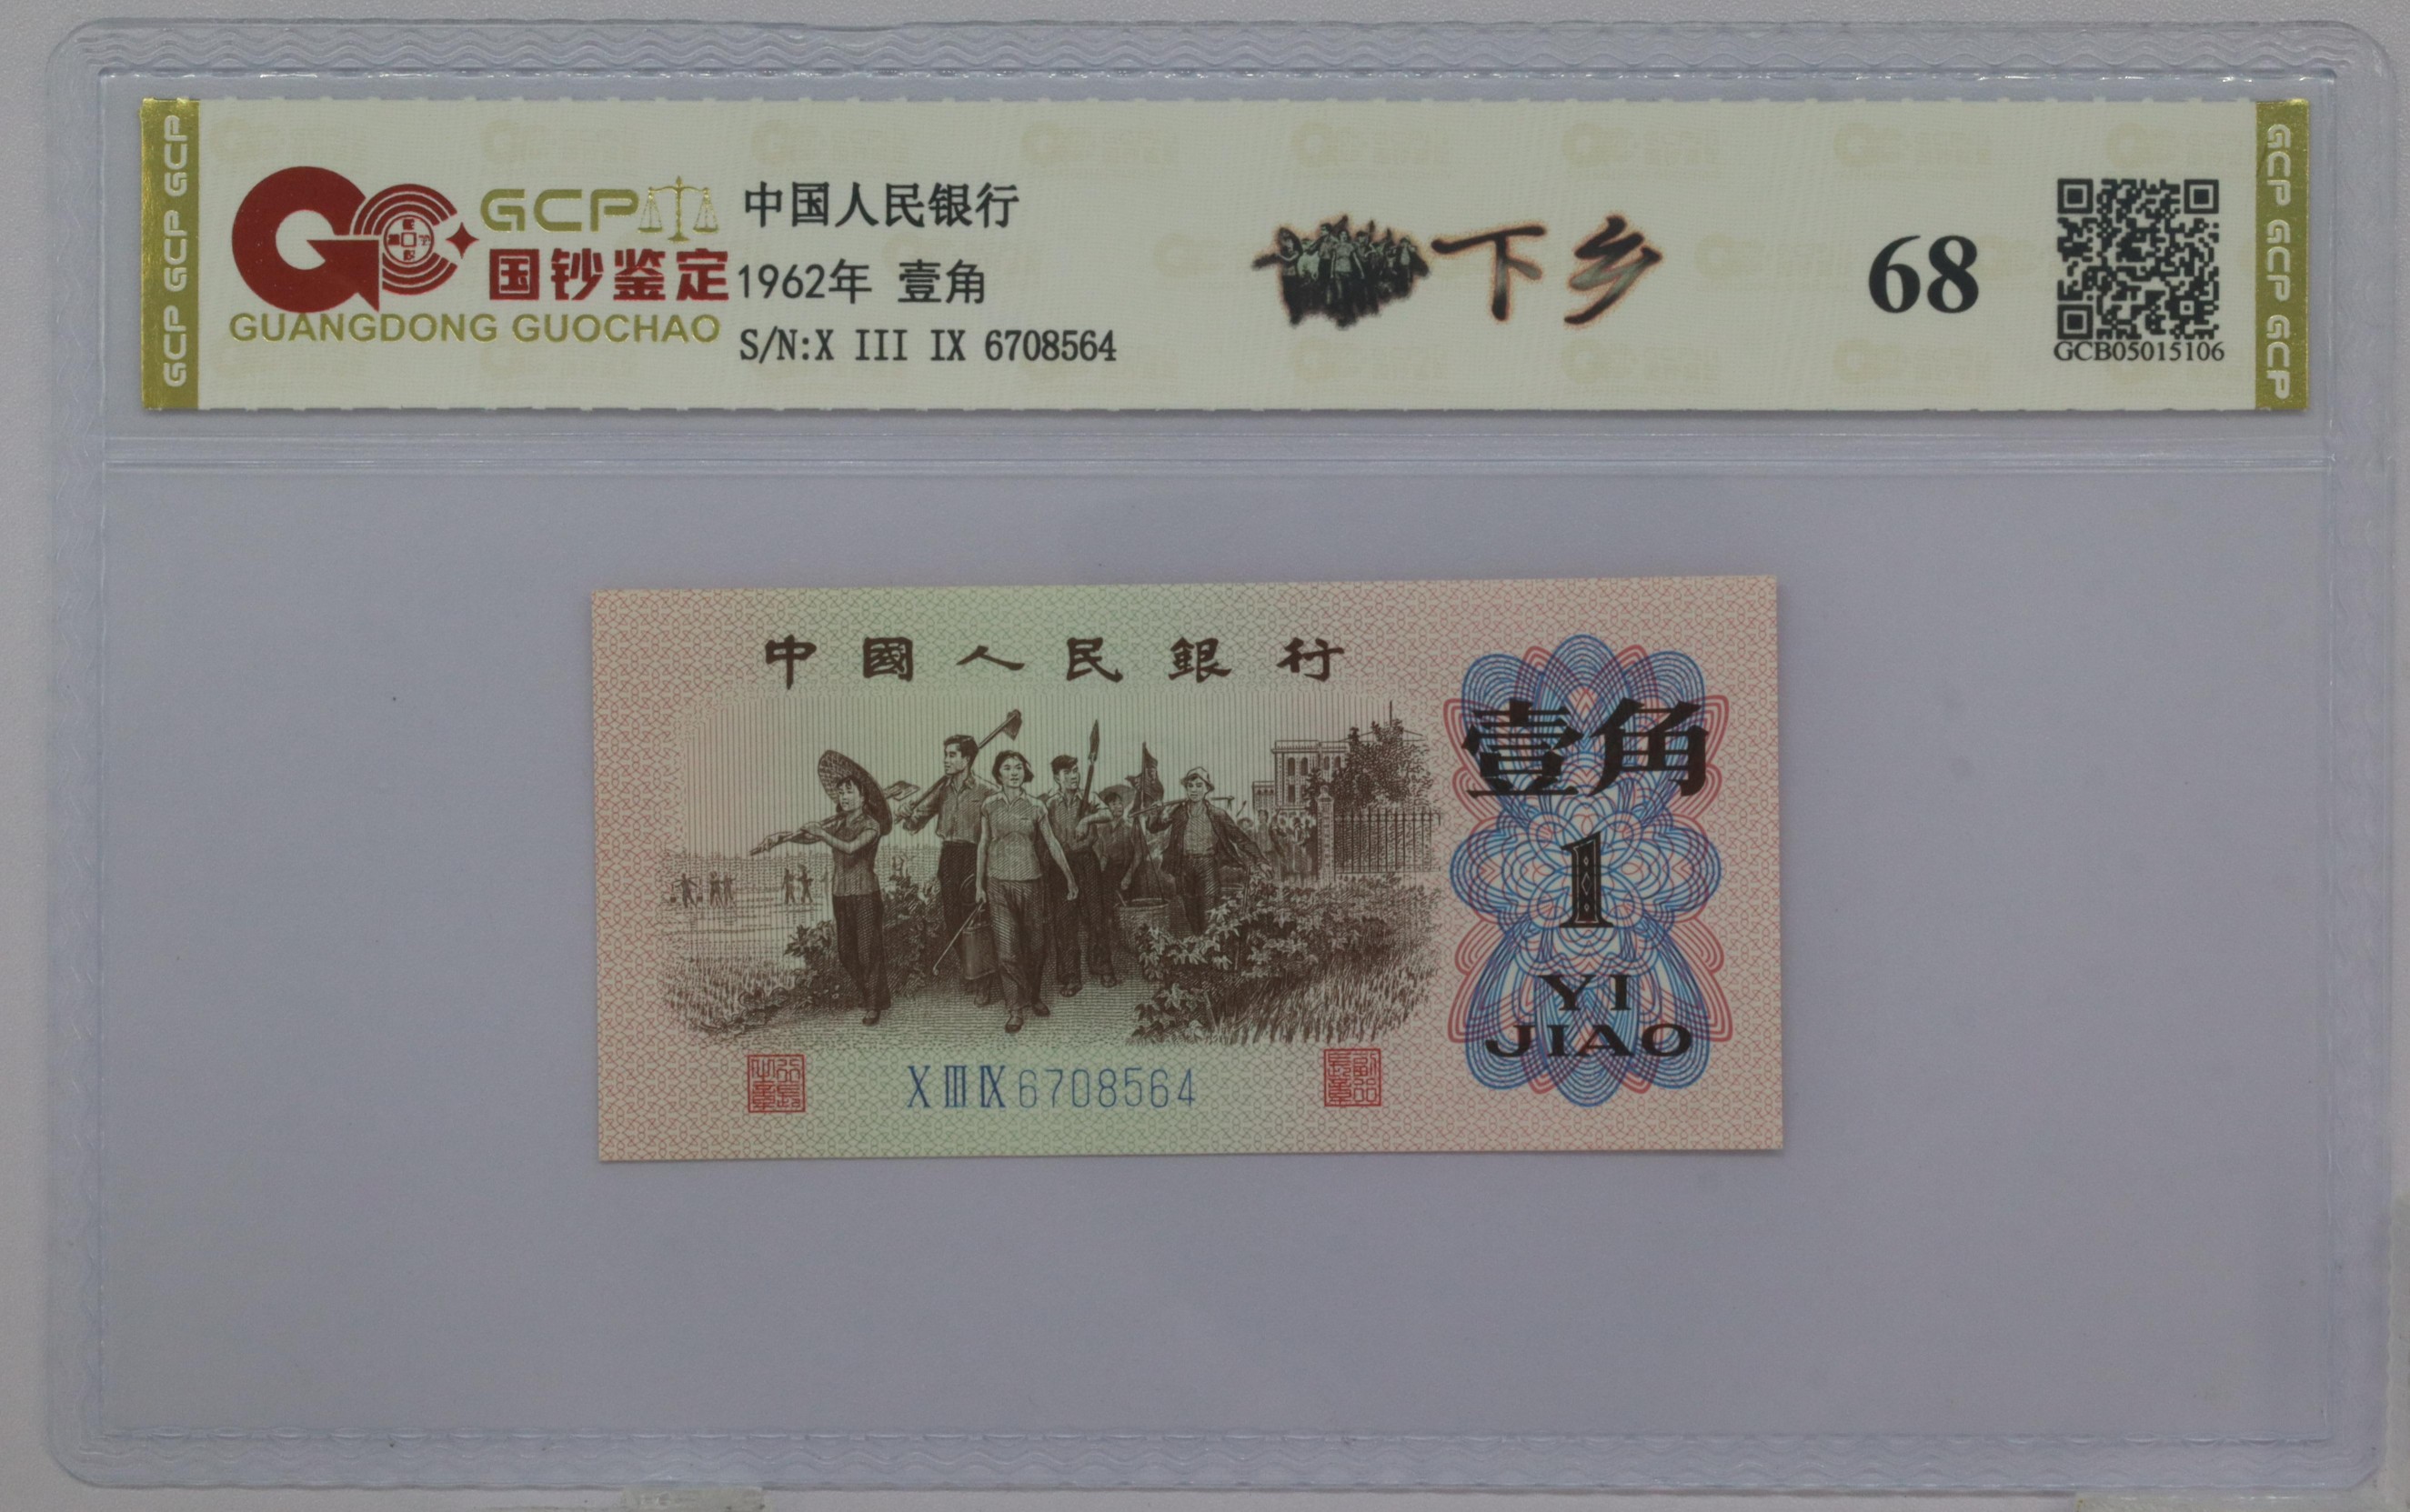 GCP GCP GCP
GCP
国钞鉴定
GUANGDONG GUOCHAO
中国人民银行
1962年 壹角
S/N:X III IX 6708564
下乡
68
GCB05015106
GCP GCP GCP
中國人民銀行
壹角
1
YI
JIAO
X III IX 6708564